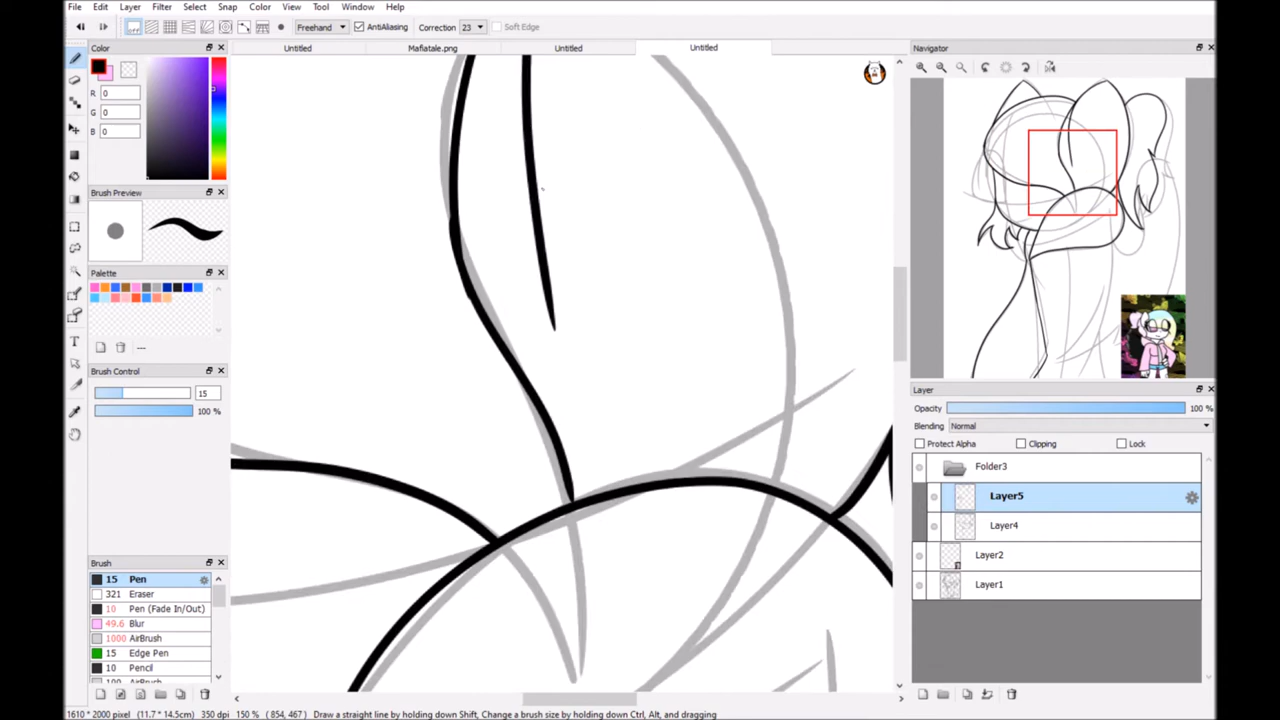 File Edit Layer Filter Select Snap Color View Tool Window Help
off Freehand AntiAliasing Correction 23 Soft Edge
Color
Untitled Mafiatale.png Untitled Untitled
Navigator
R 0
G 0
B 0
Brush Preview
Palette
---
Brush Control
15
100 %
Layer
Opacity 100 %
Blending Normal
Protect Alpha Clipping Lock
Folder3
Layer5
Layer4
Layer2
Layer1
Brush
15 Pen
321 Eraser
10 Pen (Fade In/Out)
49.6 Blur
1000 AirBrush
15 Edge Pen
10 Pencil
100 AirBrush
1610 * 2000 pixel (11.7 * 14.5cm) 350 dpi 150 % ( 854, 467) Draw a straight line by holding down Shift, Change a brush size by holding down Ctrl, Alt, and dragging